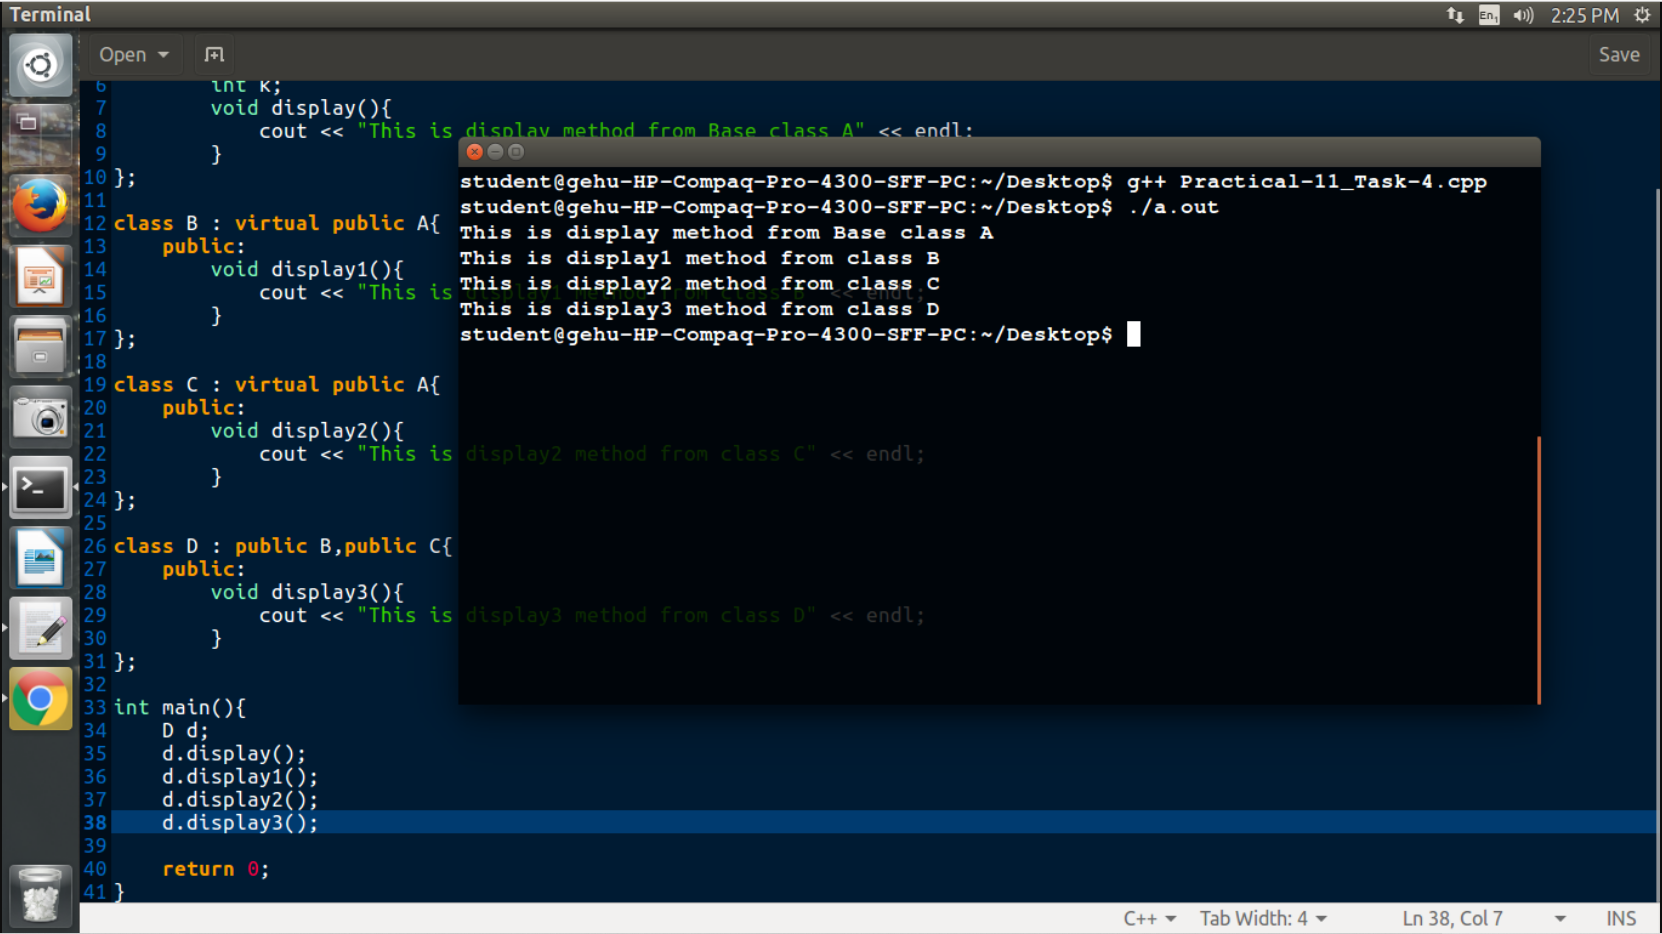 Terminal
En1
2:25 PM
Open
Save
6 int k;
7 void display(){
8 cout << "This is display method from Base class A" << endl;
9 }
10 };
11
12 class B : virtual public A{
13 public:
14 void display1(){
15 cout << "This is display1 method from class B" << endl;
16 }
17 };
18
19 class C : virtual public A{
20 public:
21 void display2(){
22 cout << "This is display2 method from class C" << endl;
23 }
24 };
25
26 class D : public B,public C{
27 public:
28 void display3(){
29 cout << "This is display3 method from class D" << endl;
30 }
31 };
32
33 int main(){
34 D d;
35 d.display();
36 d.display1();
37 d.display2();
38 d.display3();
39
40 return 0;
41 }
student@gehu-HP-Compaq-Pro-4300-SFF-PC:~/Desktop$ g++ Practical-11_Task-4.cpp
student@gehu-HP-Compaq-Pro-4300-SFF-PC:~/Desktop$ ./a.out
This is display method from Base class A
This is display1 method from class B
This is display2 method from class C
This is display3 method from class D
student@gehu-HP-Compaq-Pro-4300-SFF-PC:~/Desktop$
C++
Tab Width: 4
Ln 38, Col 7
INS